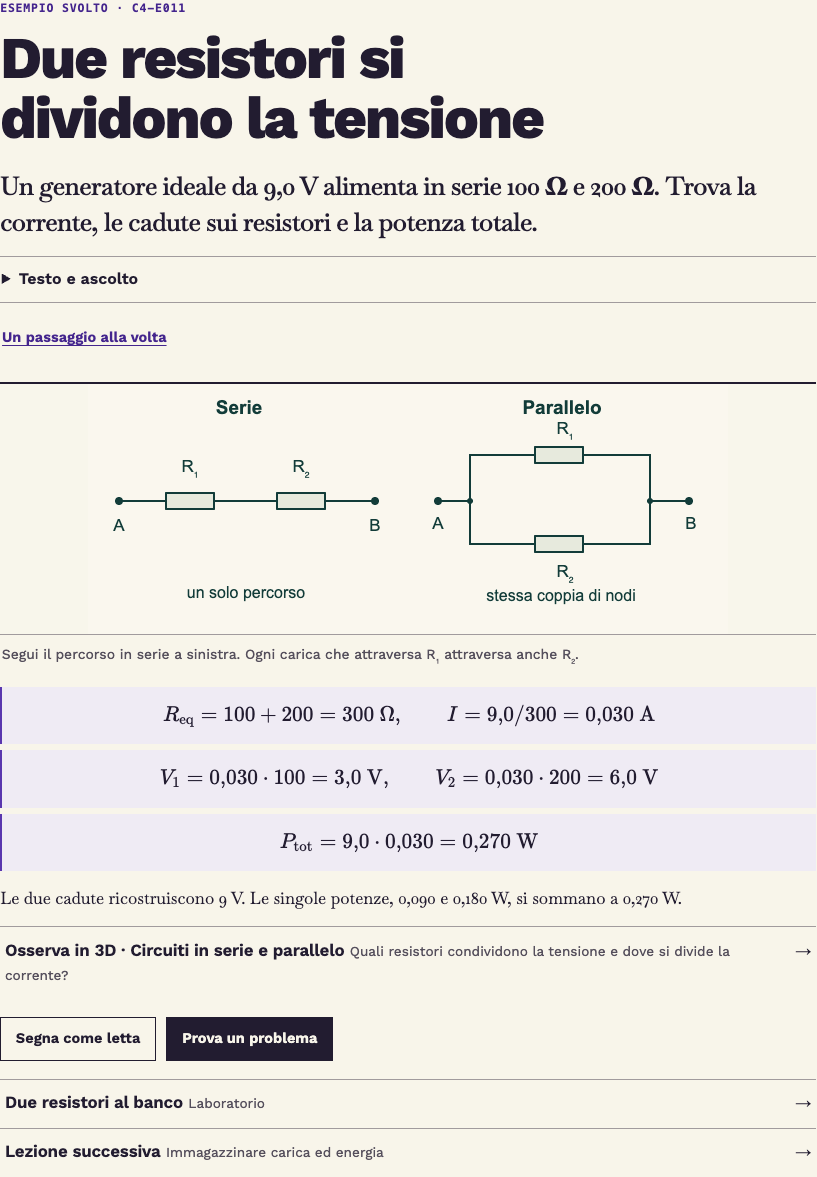 ESEMPIO SVOLTO · C4–E011
Due resistori si
dividono la tensione
Un generatore ideale da 9,0 V alimenta in serie 100 Ω e 200 Ω. Trova la
corrente, le cadute sui resistori e la potenza totale.
▶ Testo e ascolto
Un passaggio alla volta
Serie
R₁ R₂
A B
un solo percorso
Parallelo
R₁
A B
R₂
stessa coppia di nodi
Segui il percorso in serie a sinistra. Ogni carica che attraversa R₁ attraversa anche R₂.
R_eq = 100 + 200 = 300 Ω, I = 9,0/300 = 0,030 A
V₁ = 0,030 · 100 = 3,0 V, V₂ = 0,030 · 200 = 6,0 V
P_tot = 9,0 · 0,030 = 0,270 W
Le due cadute ricostruiscono 9 V. Le singole potenze, 0,090 e 0,180 W, si sommano a 0,270 W.
Osserva in 3D · Circuiti in serie e parallelo Quali resistori condividono la tensione e dove si divide la →
corrente?
Segna come letta Prova un problema
Due resistori al banco Laboratorio →
Lezione successiva Immagazzinare carica ed energia →